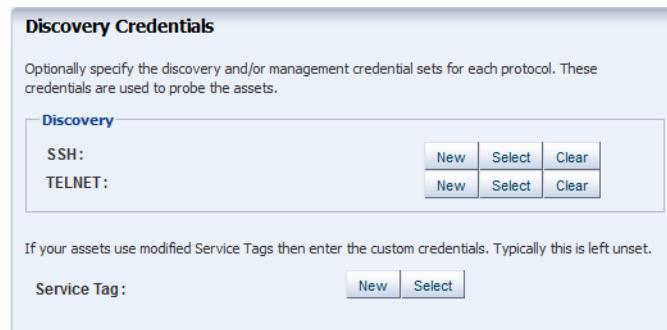 Discovery Credentials
Optionally specify the discovery and/or management credential sets for each protocol. These
credentials are used to probe the assets.
Discovery
SSH: New Select Clear
TELNET: New Select Clear
If your assets use modified Service Tags then enter the custom credentials. Typically this is left unset.
Service Tag: New Select